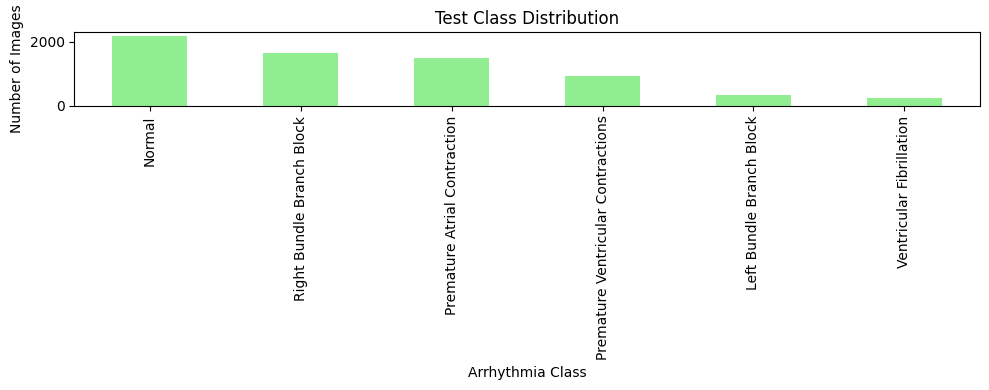 Test Class Distribution
Number of Images
2000
0
Normal
Right Bundle Branch Block
Premature Atrial Contraction
Premature Ventricular Contractions
Left Bundle Branch Block
Ventricular Fibrillation
Arrhythmia Class